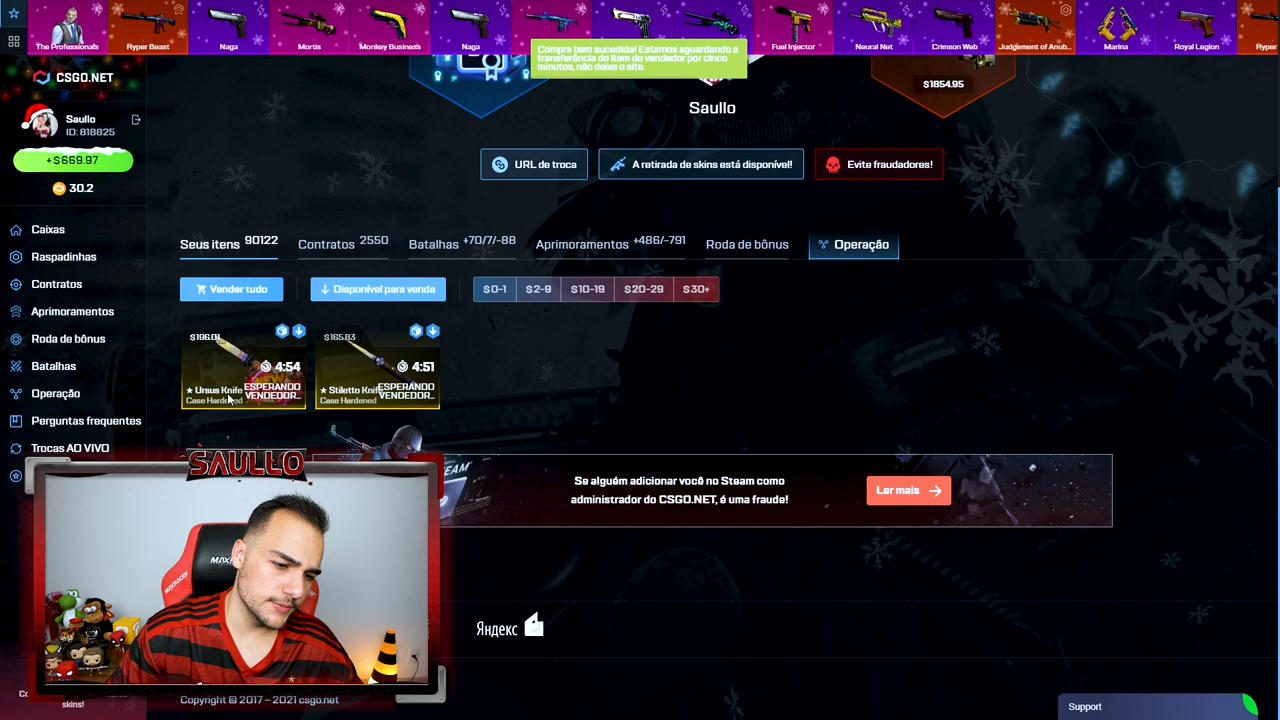 The Professionals
Hyper Beast
Naga
Mortis
Monkey Business
Naga
Fuel Injector
Neural Net
Crimson Web
Judgement of Anub...
Marina
Royal Legion
Hyper
Compra bem sucedida! Estamos aguardando a
transferência do item do vendedor por cinco
minutos, não deixe o site.
CSGO.NET
Saullo
ID: 818825
+$669.97
30.2
$1854.95
Saullo
URL de troca
A retirada de skins está disponível!
Evite fraudadores!
Caixas
Raspadinhas
Contratos
Aprimoramentos
Roda de bônus
Batalhas
Operação
Perguntas frequentes
Trocas AO VIVO
Seus itens 90122
Contratos 2550
Batalhas +70/7/-88
Aprimoramentos +486/-791
Roda de bônus
Operação
Vender tudo
Disponível para venda
$0-1
$2-9
$10-19
$20-29
$30+
$196.01
4:54
ESPERANDO
VENDEDOR...
★ Ursus Knife
Case Hardened
$165.83
4:51
ESPERANDO
VENDEDOR...
★ Stiletto Knife
Case Hardened
SAULLO
Se alguém adicionar você no Steam como
administrador do CSGO.NET, é uma fraude!
Ler mais
Яндекс
skins!
Copyright © 2017 – 2021 csgo.net
Support